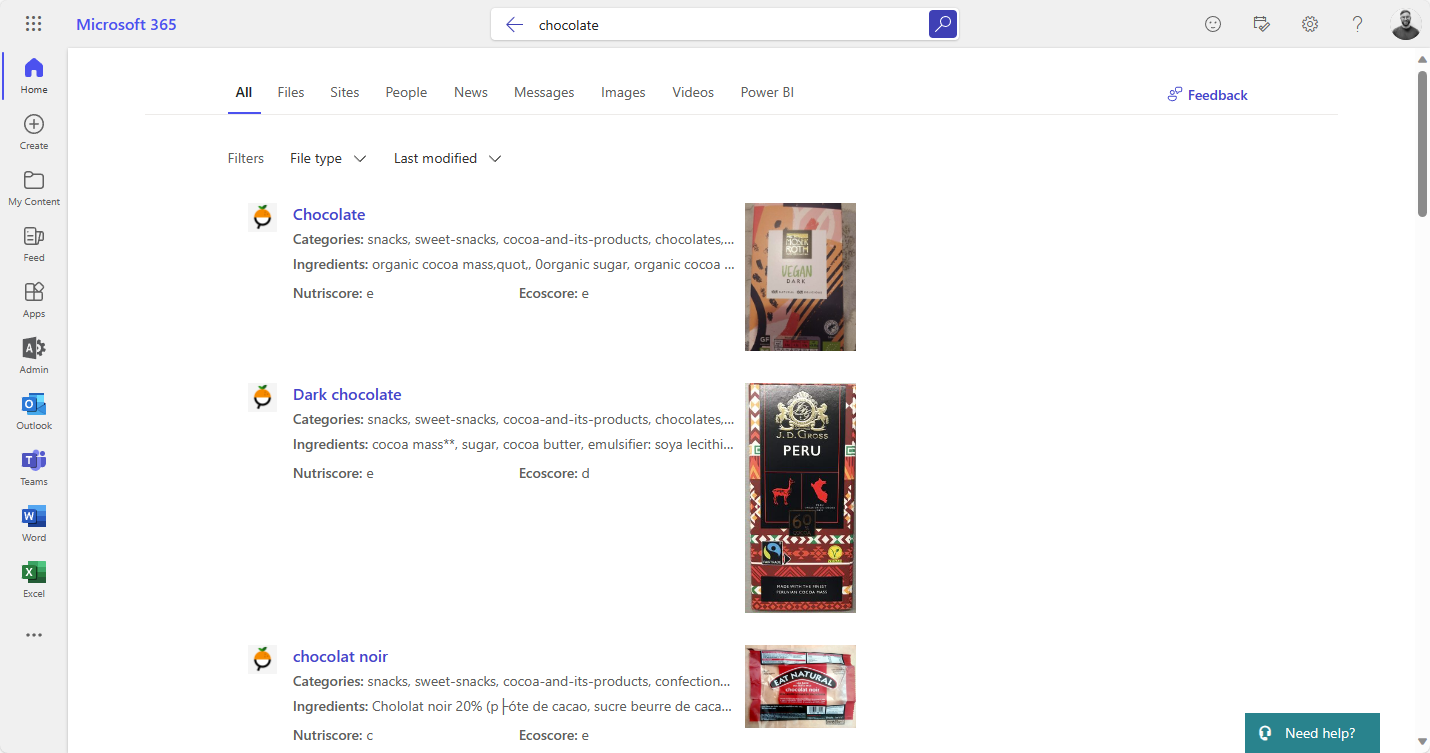 Microsoft 365
chocolate
Home
Create
My Content
Feed
Apps
Admin
Outlook
Teams
Word
Excel
All Files Sites People News Messages Images Videos Power BI
Feedback
Filters File type Last modified
Chocolate
Categories: snacks, sweet-snacks, cocoa-and-its-products, chocolates,...
Ingredients: organic cocoa mass,quot,, 0organic sugar, organic cocoa ...
Nutriscore: e Ecoscore: e
ROTH
VEGAN
DARK
GF
Dark chocolate
Categories: snacks, sweet-snacks, cocoa-and-its-products, chocolates,...
Ingredients: cocoa mass**, sugar, cocoa butter, emulsifier: soya lecithi...
Nutriscore: e Ecoscore: d
J. D. GROSS
PERU
60
MADE WITH THE FINEST
PERUVIAN COCOA MASS
chocolat noir
Categories: snacks, sweet-snacks, cocoa-and-its-products, confection...
Ingredients: Chololat noir 20% (p├óte de cacao, sucre beurre de caca...
Nutriscore: c Ecoscore: e
EAT NATURAL
chocolat noir
Need help?